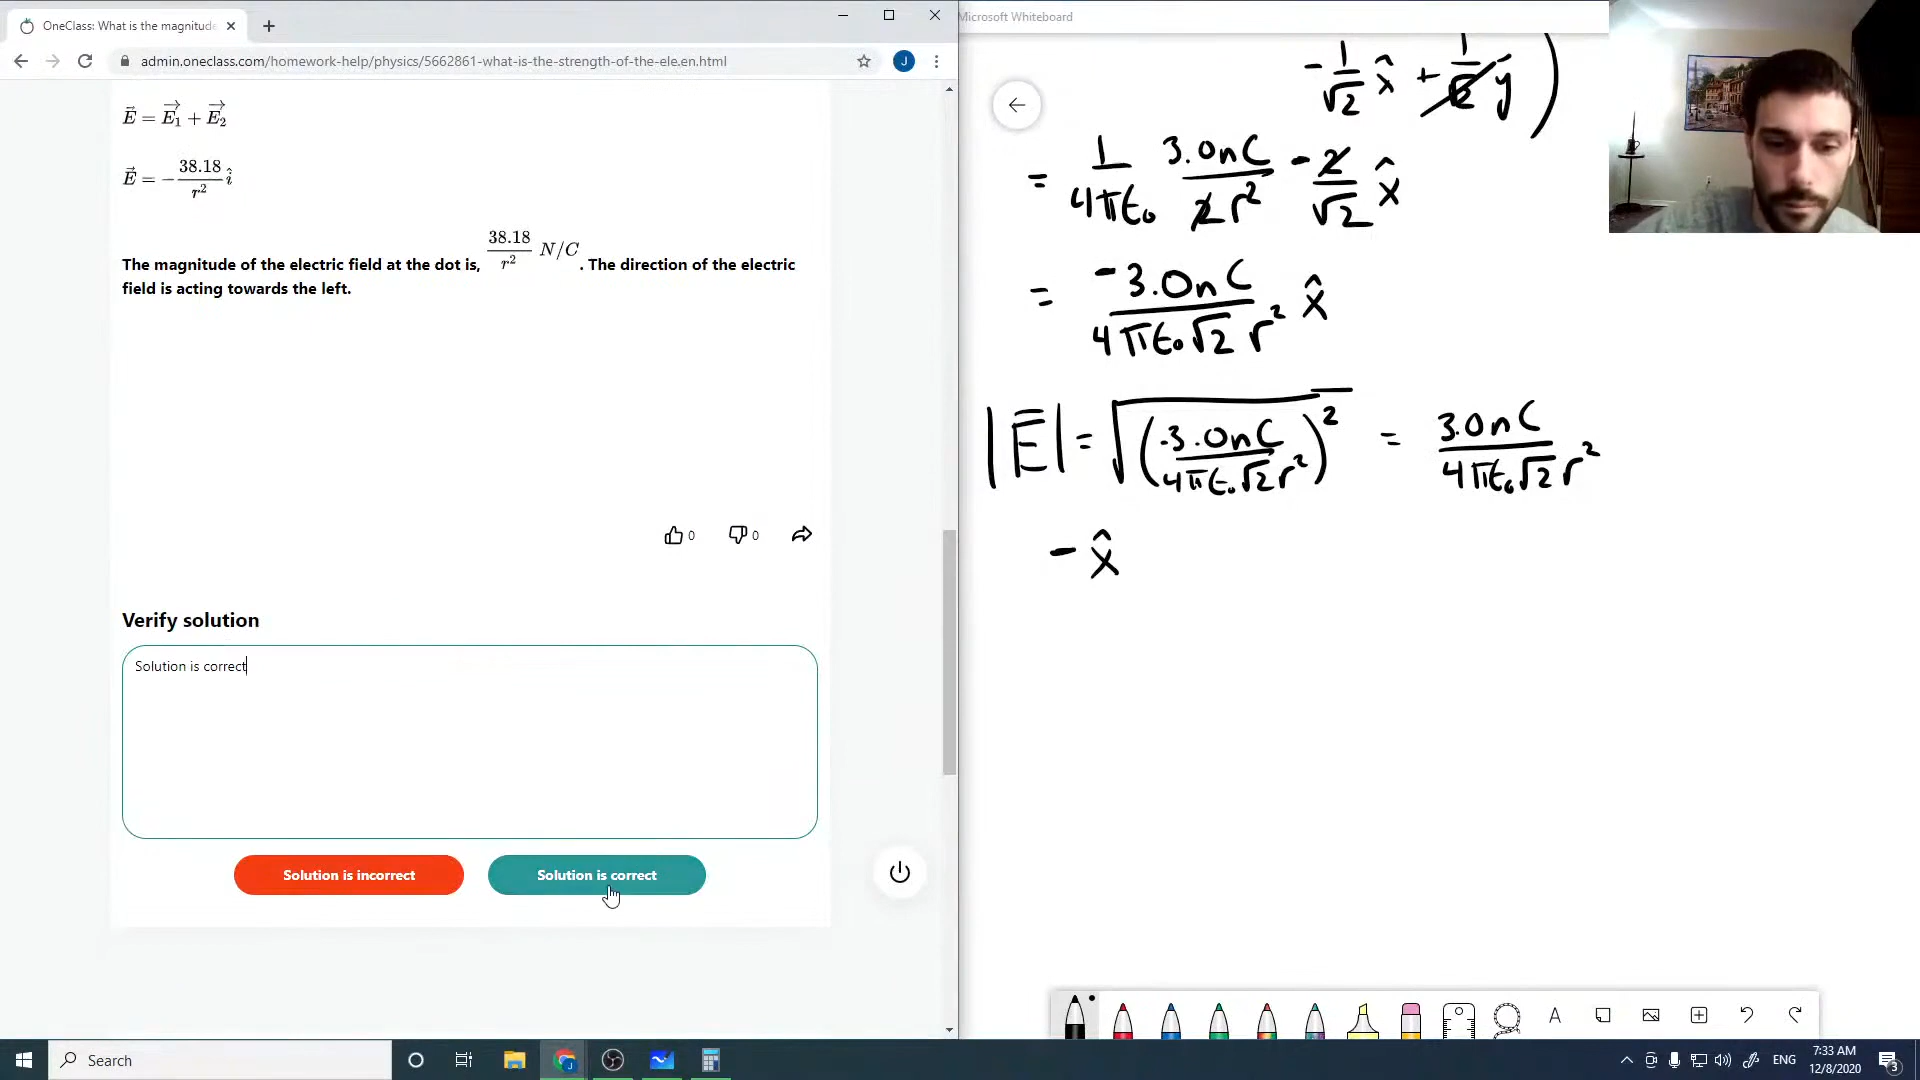 OneClass: What is the magnitude
Microsoft Whiteboard
admin.oneclass.com/homework-help/physics/5662861-what-is-the-strength-of-the-ele.en.html
J
E⃗ = E₁⃗ + E₂⃗
E⃗ = -38.18/r² î
The magnitude of the electric field at the dot is, 38.18/r² N/C. The direction of the electric
field is acting towards the left.
0
0
Verify solution
Solution is correct
Solution is incorrect
Solution is correct
-1/√2 x̂ + 1/√2 ŷ )
= 1/4πε₀ 3.0nC/2r² -2/√2 x̂
= -3.0nC/4πε₀√2 r² x̂
|E̅| = √(-3.0nC/4πε₀√2r²)² = 3.0nC/4πε₀√2r²
- x̂
A
Search
ENG
7:33 AM
12/8/2020
3